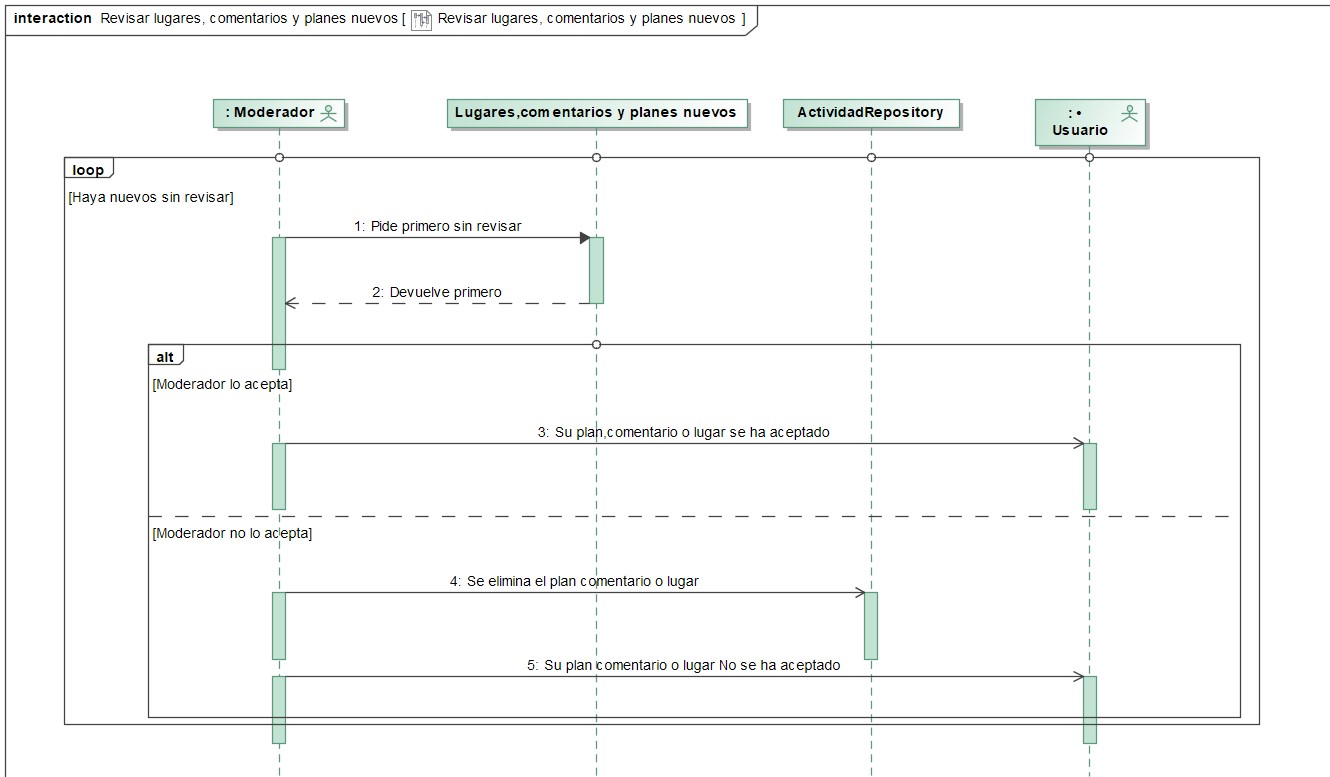 interaction Revisar lugares, comentarios y planes nuevos [ Revisar lugares, comentarios y planes nuevos ]
: Moderador
Lugares,comentarios y planes nuevos
ActividadRepository
: •
Usuario
loop
[Haya nuevos sin revisar]
1: Pide primero sin revisar
2: Devuelve primero
alt
[Moderador lo acepta]
3: Su plan,comentario o lugar se ha aceptado
[Moderador no lo acepta]
4: Se elimina el plan comentario o lugar
5: Su plan comentario o lugar No se ha aceptado